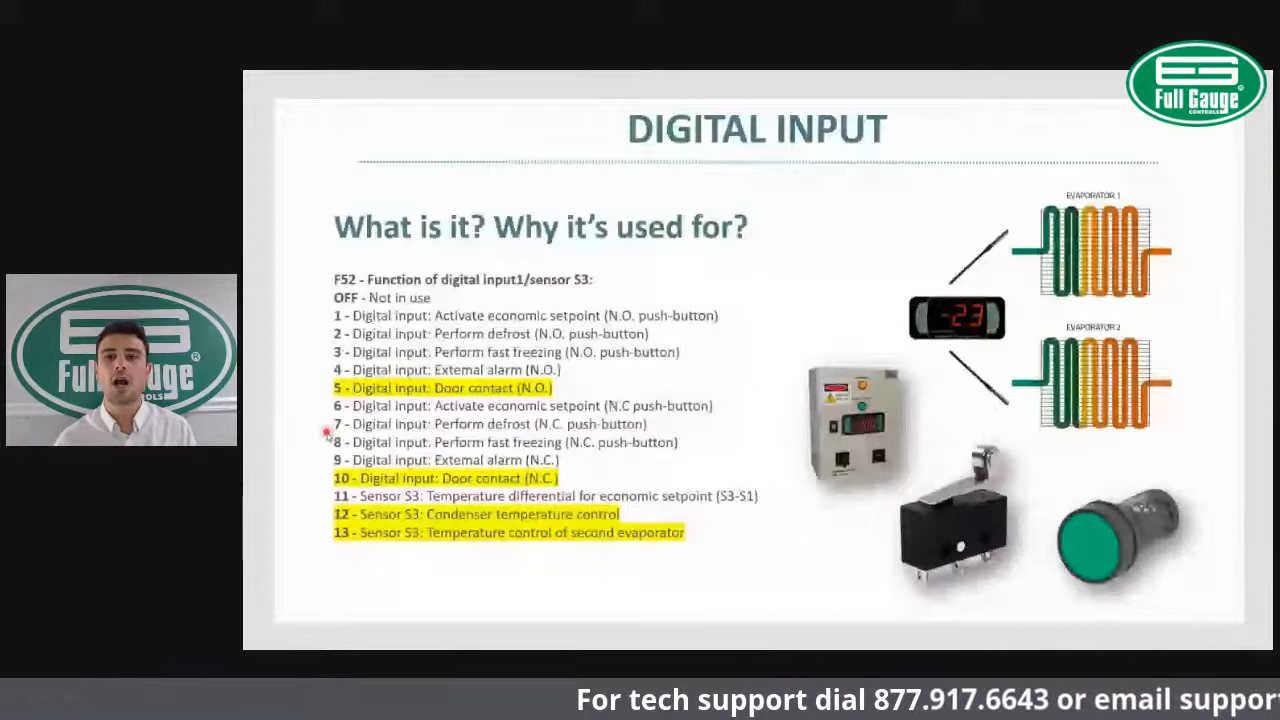 Full Gauge
CONTROLS
DIGITAL INPUT
What is it? Why it's used for?
F52 - Function of digital input1/sensor S3:
OFF - Not in use
1 - Digital input: Activate economic setpoint (N.O. push-button)
2 - Digital input: Perform defrost (N.O. push-button)
3 - Digital input: Perform fast freezing (N.O. push-button)
4 - Digital input: External alarm (N.O.)
5 - Digital input: Door contact (N.O.)
6 - Digital input: Activate economic setpoint (N.C push-button)
7 - Digital input: Perform defrost (N.C. push-button)
8 - Digital input. Perform fast freezing (N.C. push-button)
9 - Digital input: External alarm (N.C.)
10 - Digital input: Door contact (N.C.)
11 - Sensor S3: Temperature differential for economic setpoint (S3-S1)
12 - Sensor S3: Condenser temperature control
13 - Sensor S3: Temperature control of second evaporator
EVAPORATOR 1
-23
EVAPORATOR 2
For tech support dial 877.917.6643 or email suppor